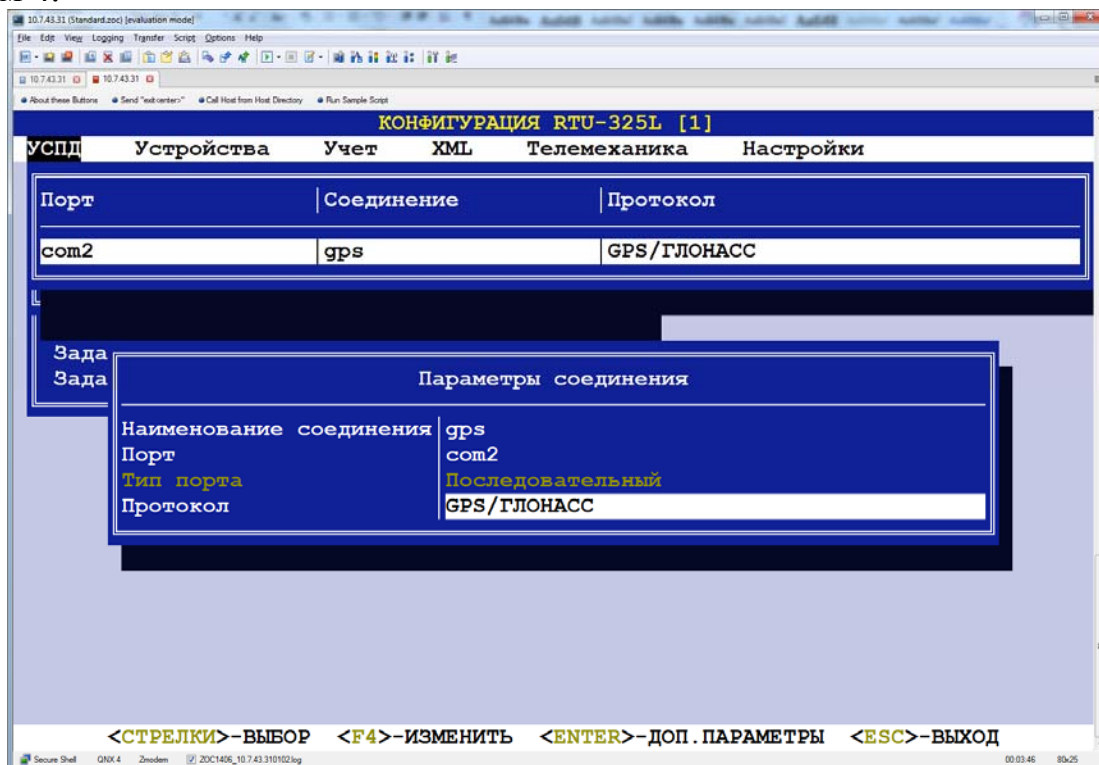 10.7.43.31 (Standard.zoc) [evaluation mode]
File Edit View Logging Transfer Script Options Help
10.7.43.31 10.7.43.31
About these Buttons Send "exit<enter>" Call Host from Host Directory Run Sample Script
КОНФИГУРАЦИЯ RTU-325L [1]
УСПД Устройства Учет XML Телемеханика Настройки
Порт Соединение Протокол
com2 gps GPS/ГЛОНАСС
Зада
Зада
Параметры соединения
Наименование соединения gps
Порт com2
Тип порта Последовательный
Протокол GPS/ГЛОНАСС
<СТРЕЛКИ>-ВЫБОР <F4>-ИЗМЕНИТЬ <ENTER>-ДОП.ПАРАМЕТРЫ <ESC>-ВЫХОД
Secure Shell QNX4 Zmodem ZOC1406_10.7.43.310102.log 00:03:46 80x25